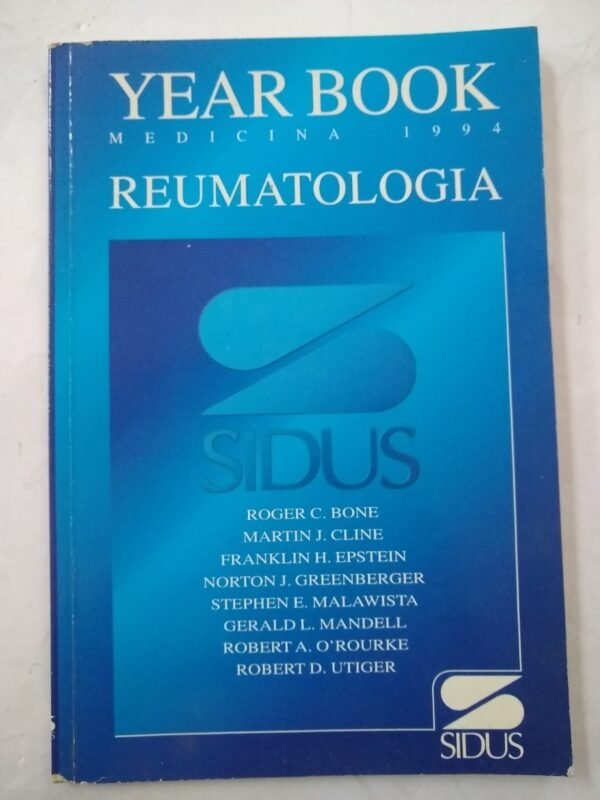 YEAR BOOK
MEDICINA 1994
REUMATOLOGIA
SIDUS
ROGER C. BONE
MARTIN J. CLINE
FRANKLIN H. EPSTEIN
NORTON J. GREENBERGER
STEPHEN E. MALAWISTA
GERALD L. MANDELL
ROBERT A. O'ROURKE
ROBERT D. UTIGER
SIDUS